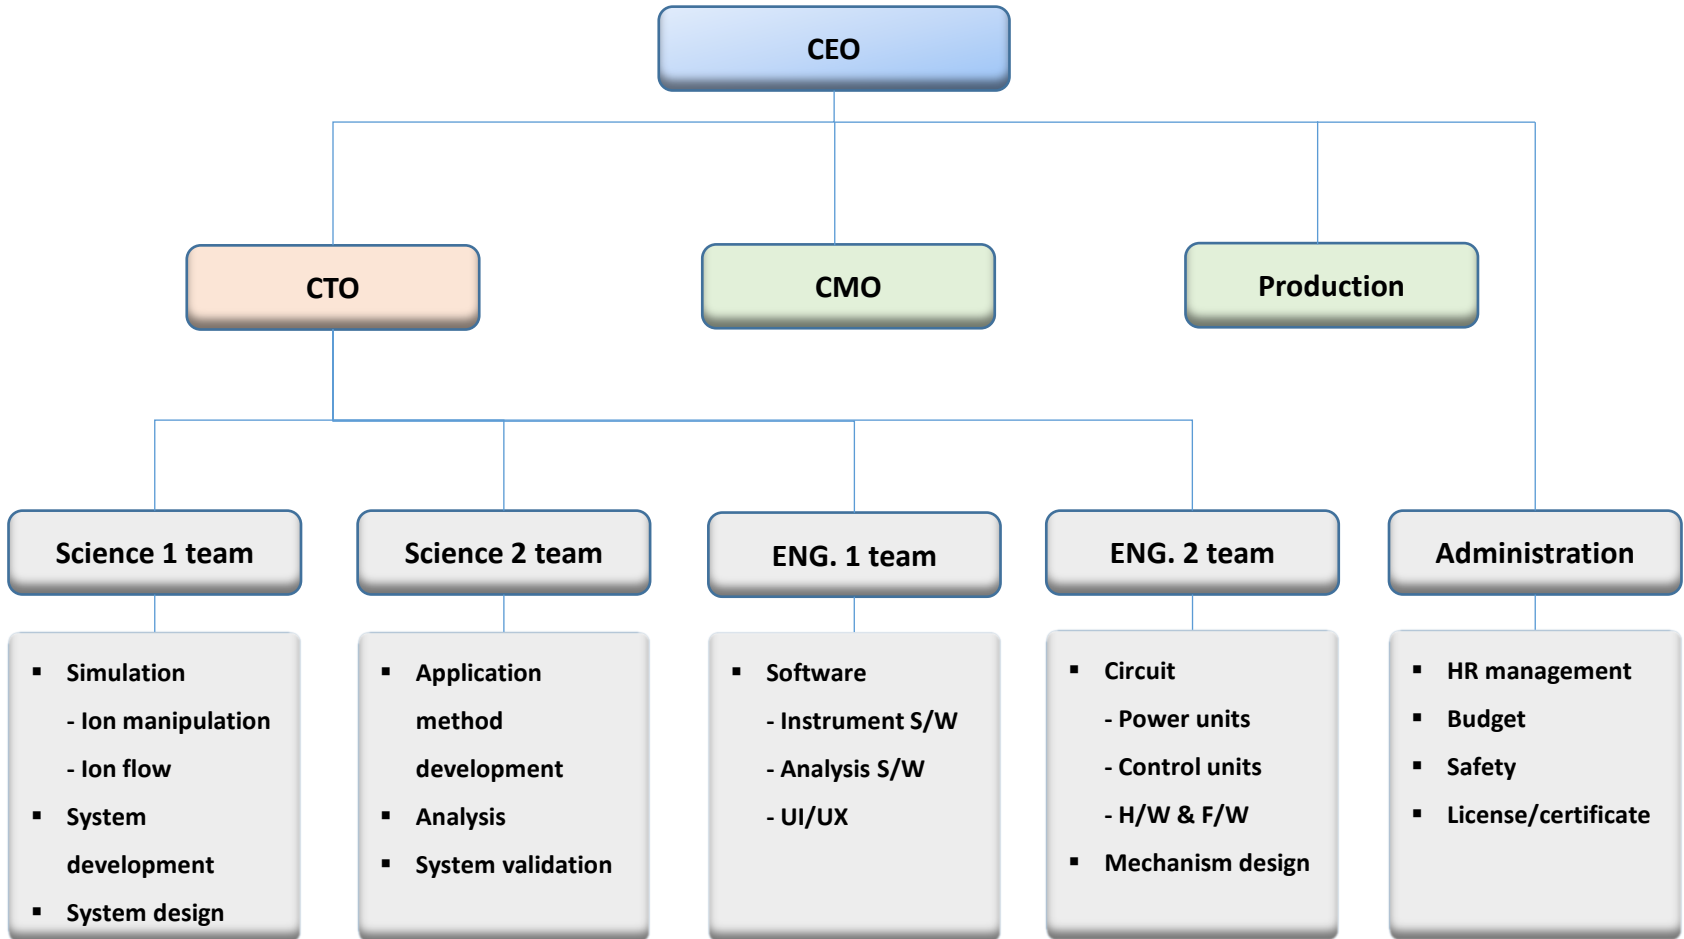 CEO
CTO
CMO
Production
Science 1 team
Science 2 team
ENG. 1 team
ENG. 2 team
Administration
▪ Simulation
- Ion manipulation
- Ion flow
▪ System
development
▪ System design
▪ Application
method
development
▪ Analysis
▪ System validation
▪ Software
- Instrument S/W
- Analysis S/W
- UI/UX
▪ Circuit
- Power units
- Control units
- H/W & F/W
▪ Mechanism design
▪ HR management
▪ Budget
▪ Safety
▪ License/certificate